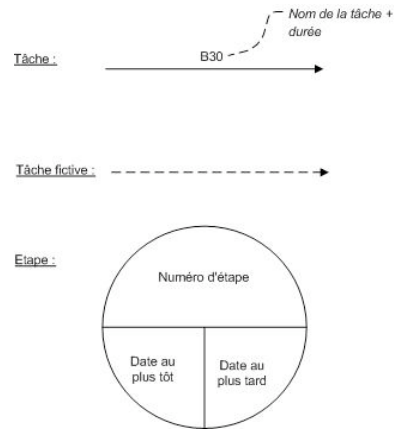 Nom de la tâche +
durée
B30
Tâche :
Tâche fictive :
Etape :
Numéro d'étape
Date au
plus tôt
Date au
plus tard